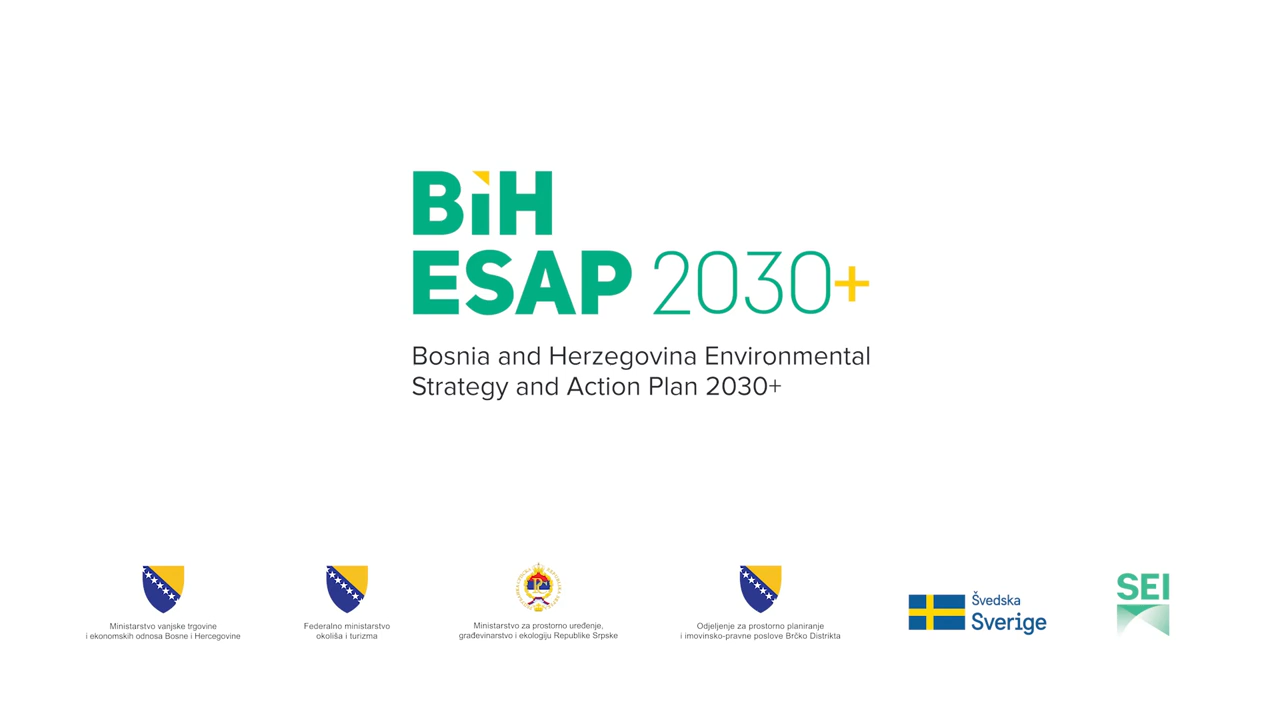 BiH
ESAP 2030+
Bosnia and Herzegovina Environmental
Strategy and Action Plan 2030+
Ministarstvo vanjske trgovine
i ekonomskih odnosa Bosne i Hercegovine
Federalno ministarstvo
okoliša i turizma
Ministarstvo za prostorno uređenje,
građevinarstvo i ekologiju Republike Srpske
Odjeljenje za prostorno planiranje
i imovinsko-pravne poslove Brčko Distrikta
Švedska
Sverige
SEI